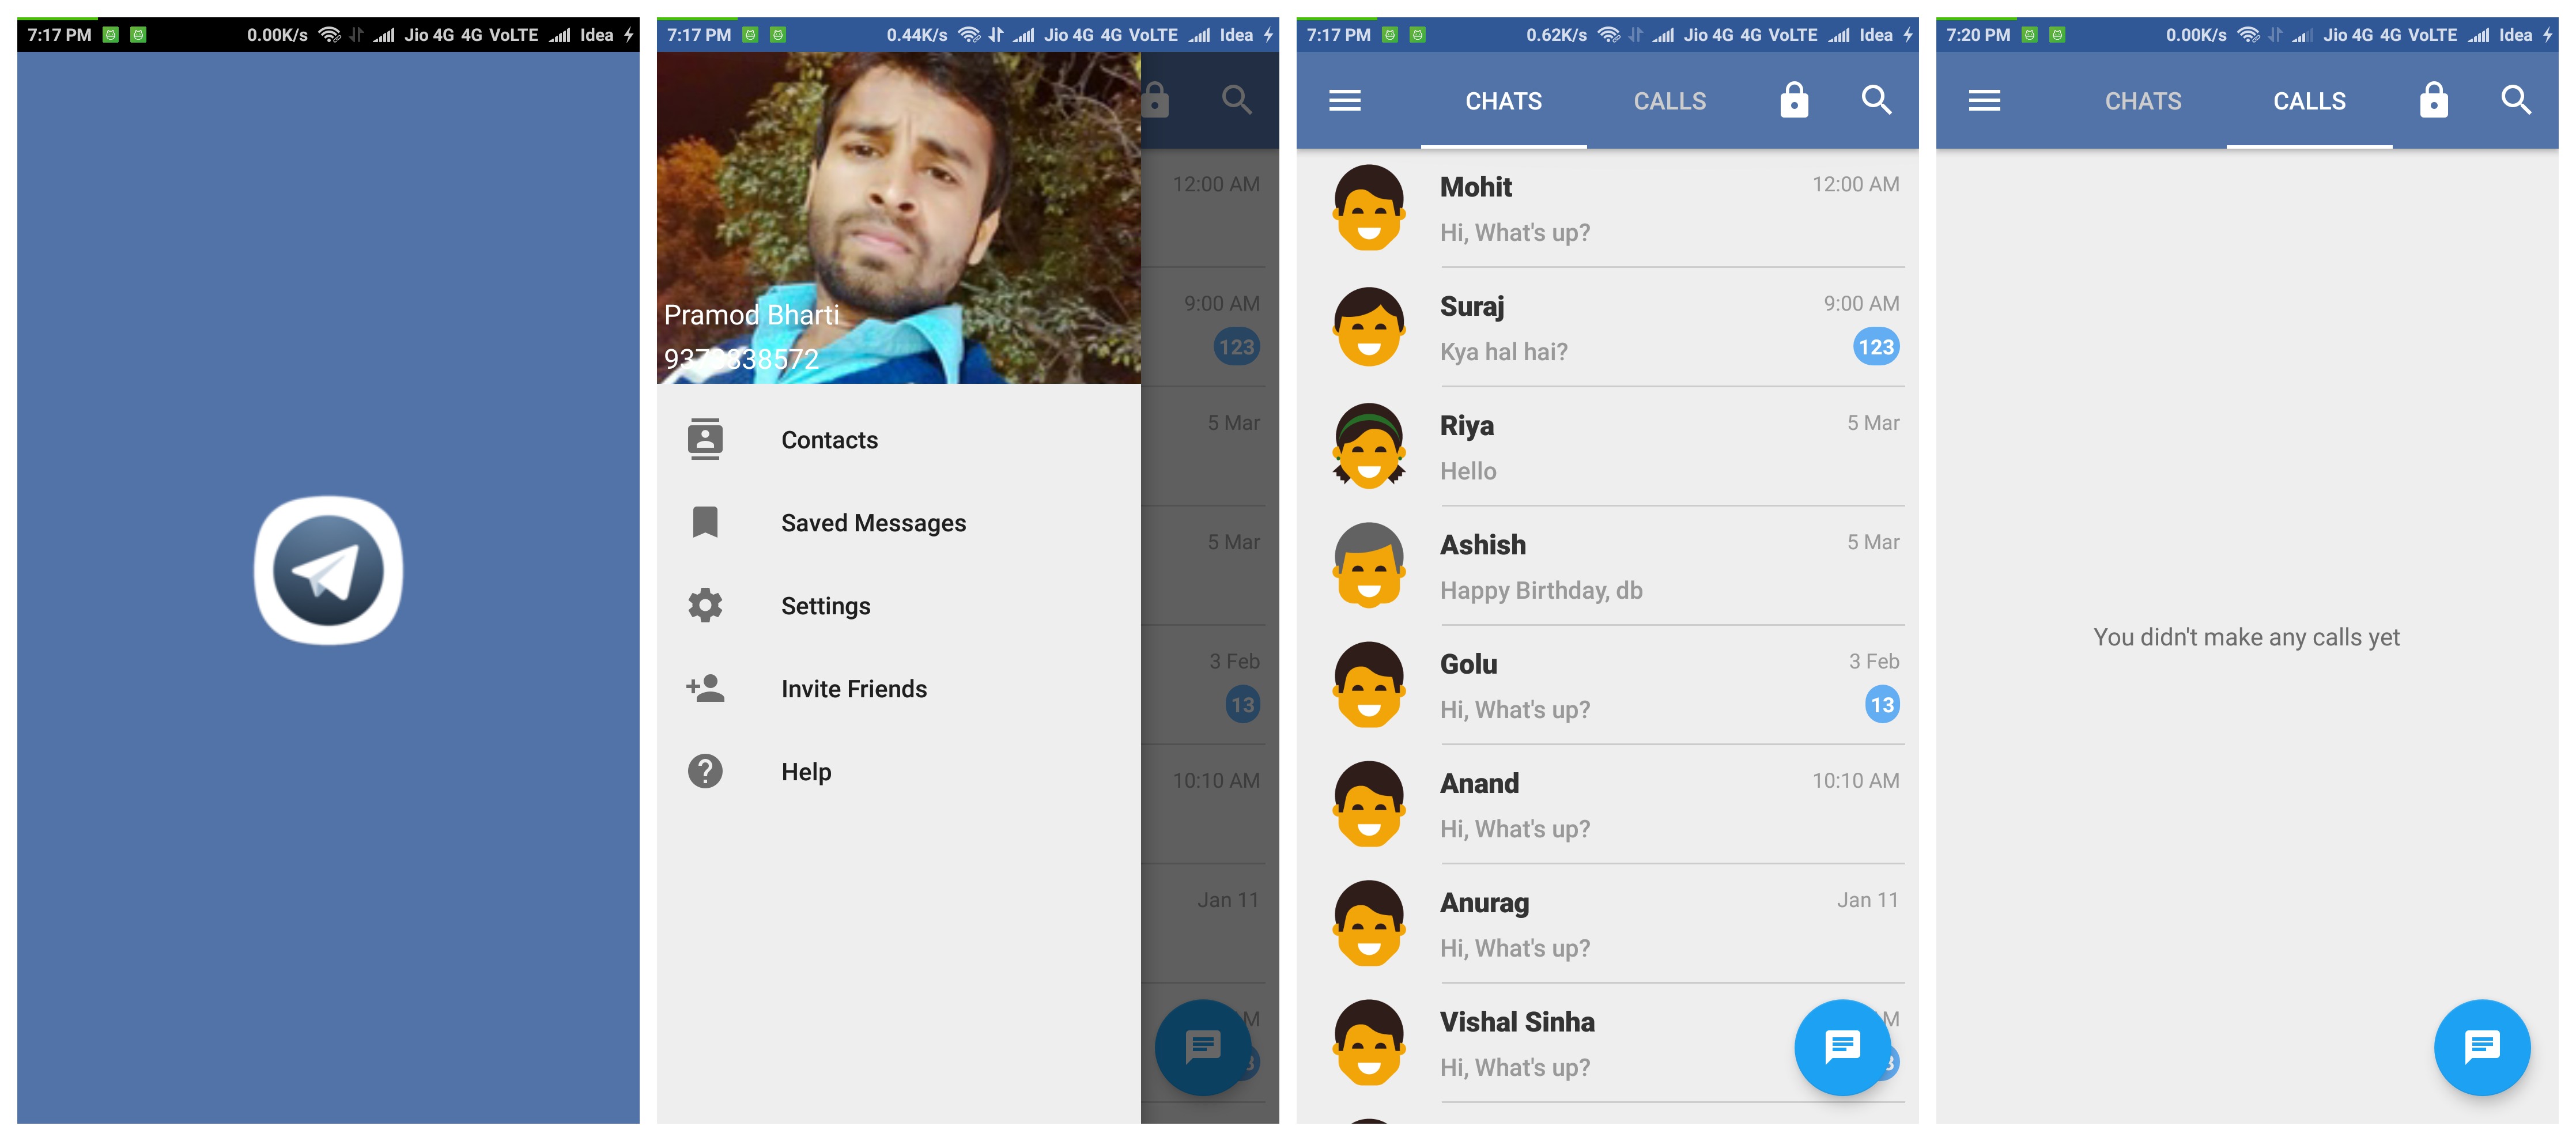 7:17 PM 0.00K/s Jio 4G 4G VoLTE Idea
7:17 PM 0.44K/s Jio 4G 4G VoLTE Idea
Pramod Bharti
Contacts
Saved Messages
Settings
Invite Friends
Help
12:00 AM
9:00 AM
123
5 Mar
5 Mar
3 Feb
13
10:10 AM
Jan 11
M
7:17 PM 0.62K/s Jio 4G 4G VoLTE Idea
CHATS CALLS
Mohit 12:00 AM
Hi, What's up?
Suraj 9:00 AM
Kya hal hai? 123
Riya 5 Mar
Hello
Ashish 5 Mar
Happy Birthday, db
Golu 3 Feb
Hi, What's up? 13
Anand 10:10 AM
Hi, What's up?
Anurag Jan 11
Hi, What's up?
Vishal Sinha M
Hi, What's up?
7:20 PM 0.00K/s Jio 4G 4G VoLTE Idea
CHATS CALLS
You didn't make any calls yet